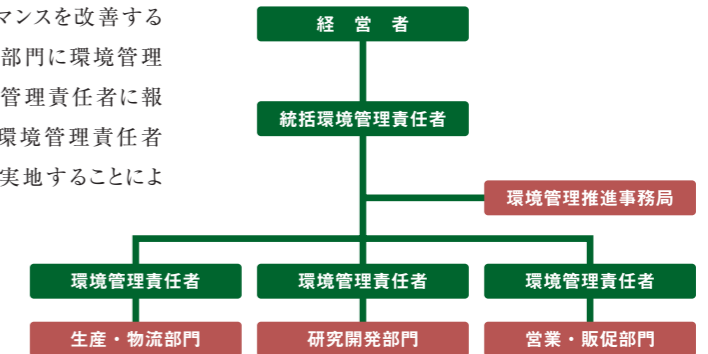 マンスを改善する
部門に環境管理
管理責任者に報
環境管理責任者
実地することによ
経営者
統括環境管理責任者
環境管理推進事務局
環境管理責任者 環境管理責任者 環境管理責任者
生産・物流部門 研究開発部門 営業・販促部門